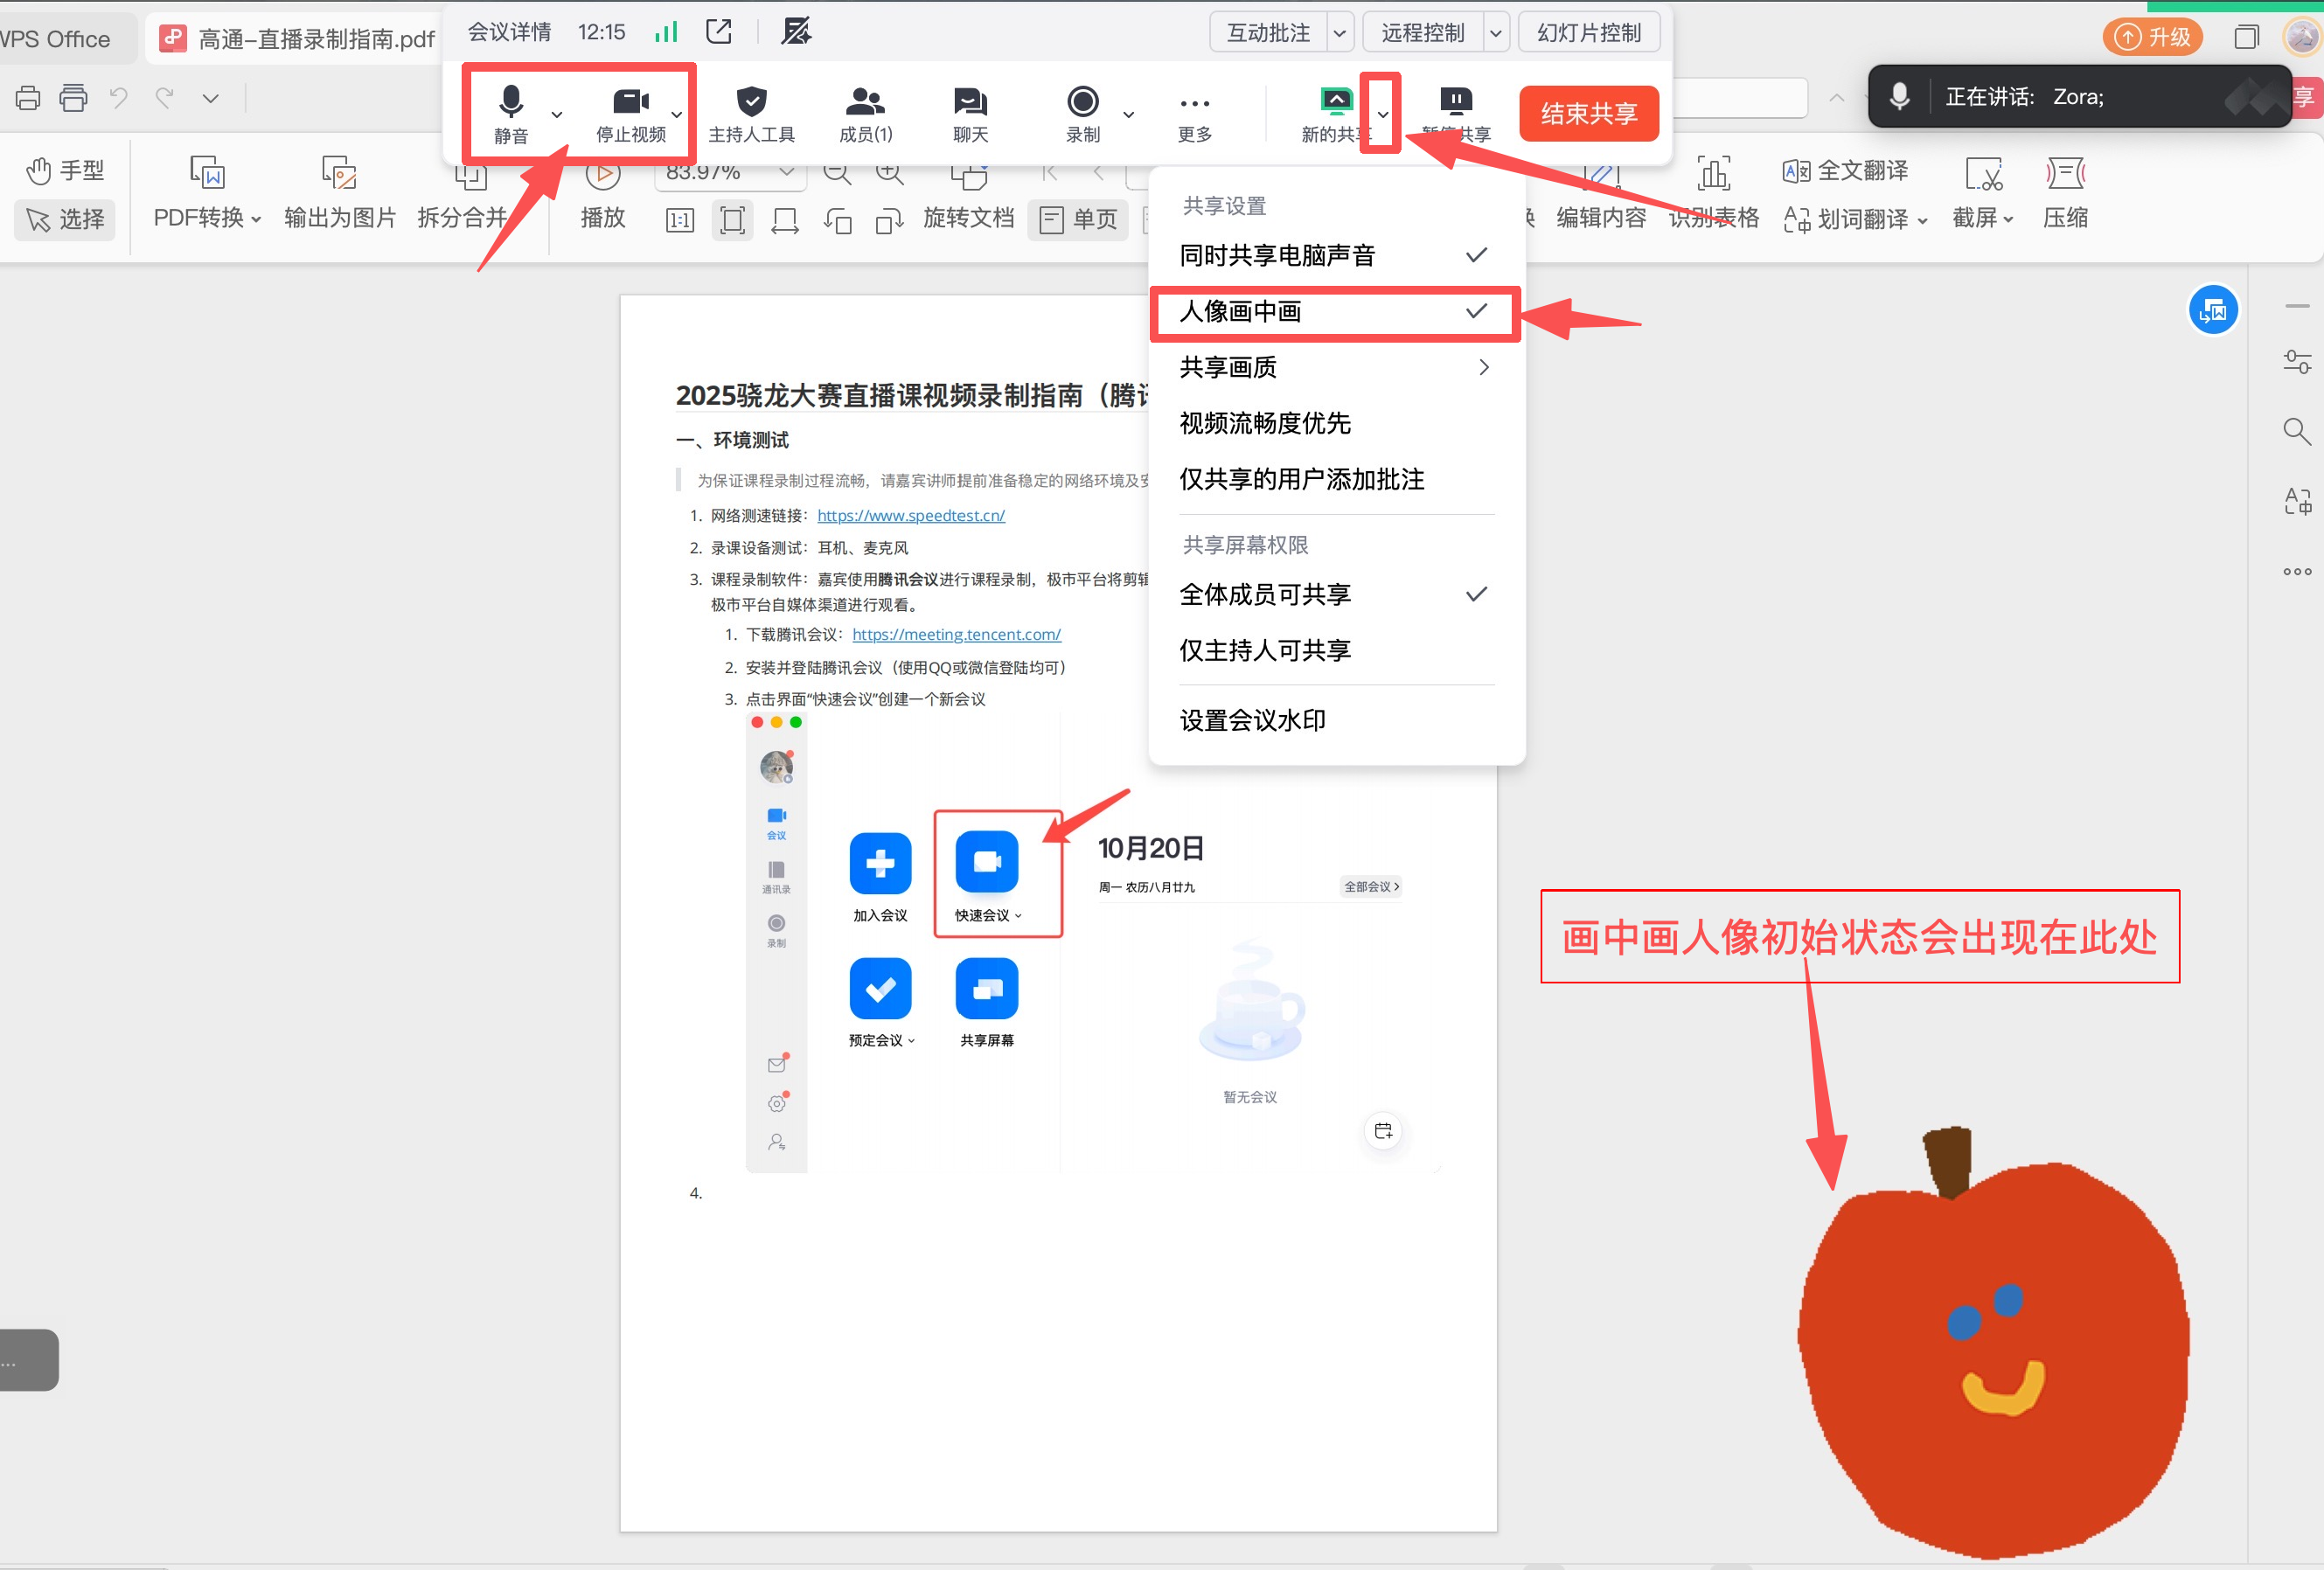 WPS Office
高通-直播录制指南.pdf
会议详情 12:15
互动批注 远程控制 幻灯片控制
升级
静音 停止视频 主持人工具 成员(1) 聊天 录制 更多 新的共享 暂停共享 结束共享
正在讲话: Zora;
享
手型
选择
PDF转换 输出为图片 拆分合并 播放
83.97%
旋转文档 单页
编辑内容 识别表格 全文翻译
划词翻译 截屏 压缩
共享设置
同时共享电脑声音
人像画中画
共享画质
视频流畅度优先
仅共享的用户添加批注
共享屏幕权限
全体成员可共享
仅主持人可共享
设置会议水印
2025骁龙大赛直播课视频录制指南（腾
一、环境测试
为保证课程录制过程流畅，请嘉宾讲师提前准备稳定的网络环境及
1. 网络测速链接：https://www.speedtest.cn/
2. 录课设备测试：耳机、麦克风
3. 课程录制软件：嘉宾使用腾讯会议进行课程录制，极市平台将剪辑
极市平台自媒体渠道进行观看。
1. 下载腾讯会议：https://meeting.tencent.com/
2. 安装并登陆腾讯会议（使用QQ或微信登陆均可）
3. 点击界面“快速会议”创建一个新会议
会议
通讯录
录制
加入会议 快速会议
预定会议 共享屏幕
10月20日
周一 农历八月廿九 全部会议
暂无会议
4.
画中画人像初始状态会出现在此处
...